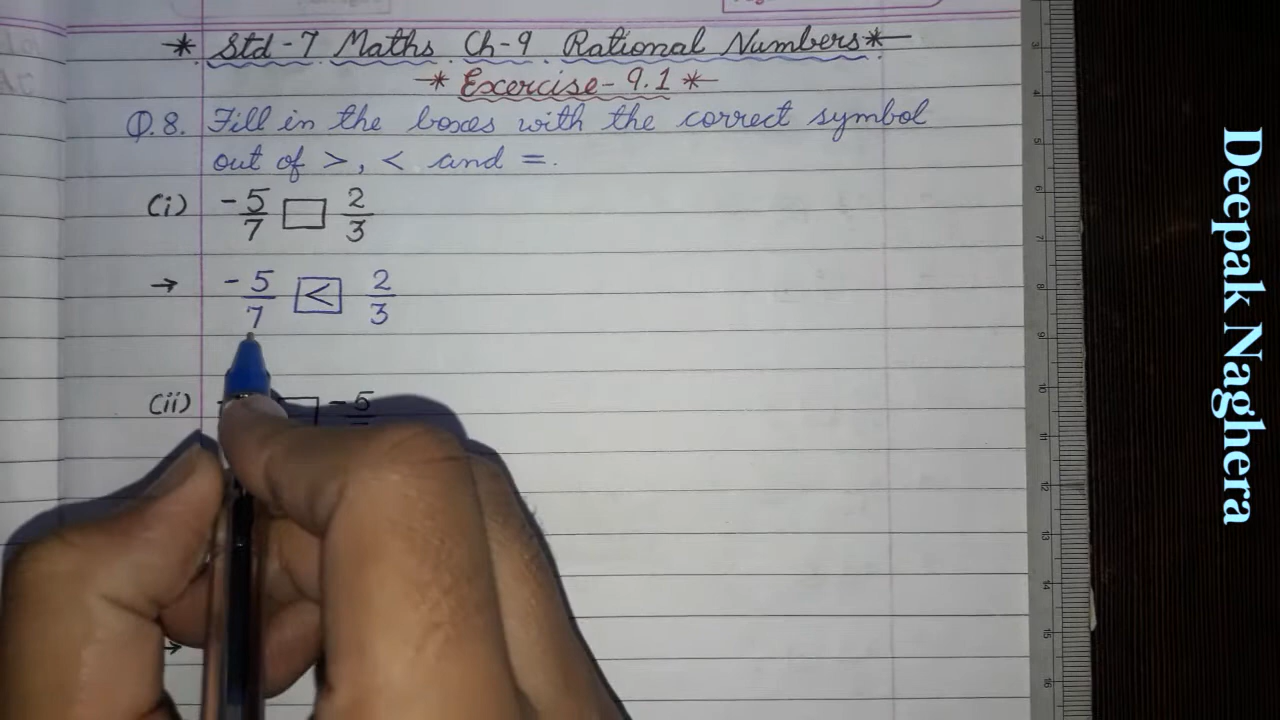 * Std-7 Maths Ch-9 Rational Numbers *
* Exercise-9.1 *
Q.8. Fill in the boxes with the correct symbol
out of >, < and =.
(i) -5/7 □ 2/3
→ -5/7 < 2/3
(ii) □ -5
→
Deepak Naghera